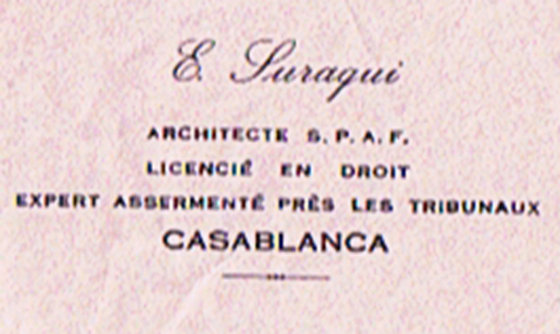 E. Suraqui
ARCHITECTE S. P. A. F.
LICENCIÉ EN DROIT
EXPERT ASSERMENTÉ PRÈS LES TRIBUNAUX
CASABLANCA